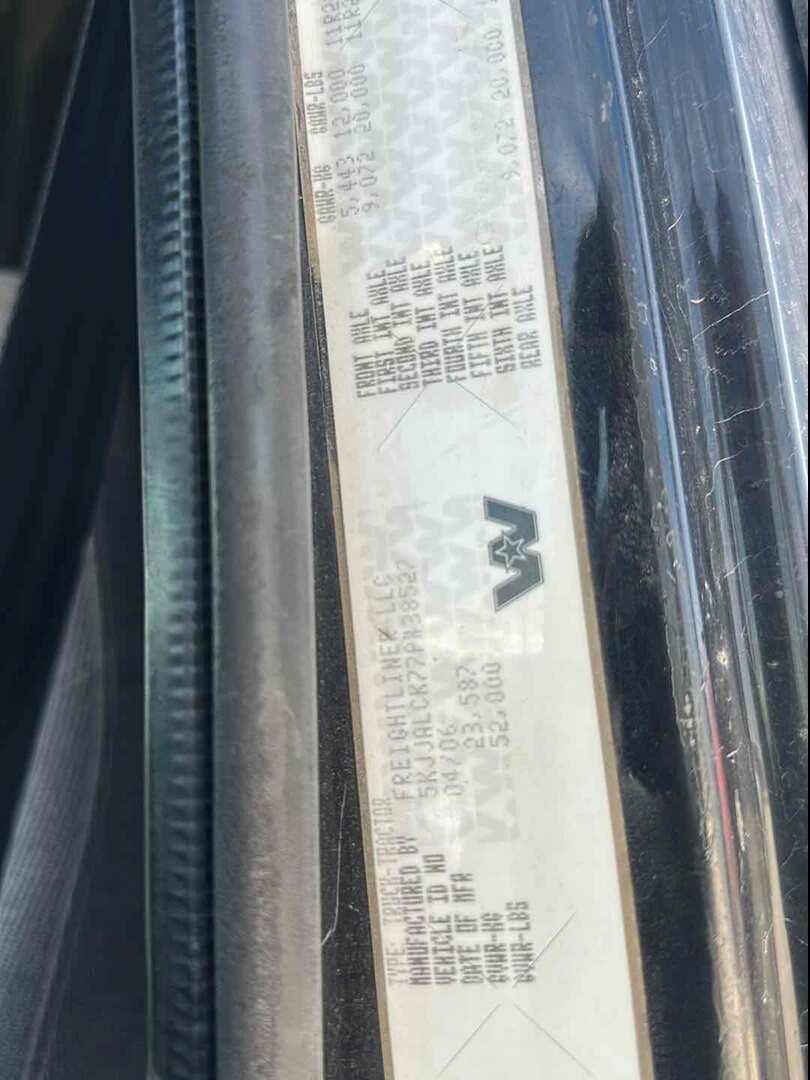 TYPE: TRUCK-TRACTOR
MANUFACTURED BY FREIGHTLINER LLC
VEHICLE ID NO 5KJJALCK77PX38527
DATE OF MFR 04/06
GVWR-KG 23,587
GVWR-LBS 52,000
GAWR-KG GAWR-LBS
FRONT AXLE 5,443 12,000 11R2
FIRST INT AXLE 9,072 20,000 11R2
SECOND INT AXLE
THIRD INT AXLE
FOURTH INT AXLE
FIFTH INT AXLE
SIXTH INT AXLE
REAR AXLE 9,072 20,000